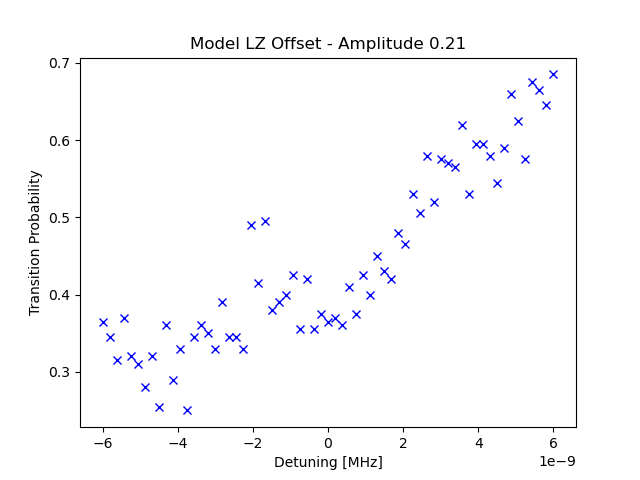 Model LZ Offset - Amplitude 0.21
0.7
0.6
0.5
0.4
0.3
Transition Probability
−6 −4 −2 0 2 4 6
1e−9
Detuning [MHz]